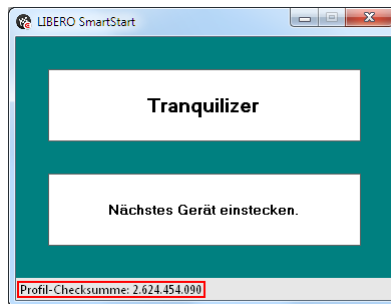 LIBERO SmartStart
Tranquilizer
Nächstes Gerät einstecken.
Profil-Checksumme: 2.624.454.090